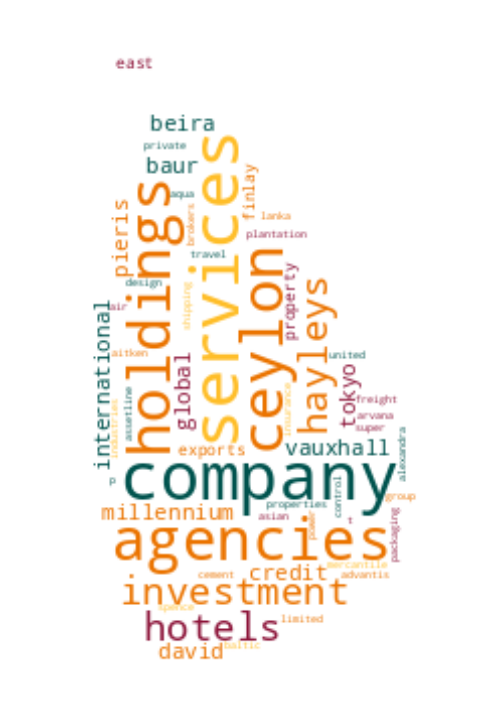 east
beira
private
services
baur
finlay
holdings
aqua
pieris
brokers
lanka
plantation
ceylon
travel
property
design
hayleys
shipping
air
international
aitken
global
united
tokyo
assetline
insurance
freight
industries
arvana
super
exports
vauxhall
alexandra
company
p
control
group
properties
millennium
asian
power
t
packaging
agencies
mercantile
cement
credit
advantis
investment
spence
hotels
limited
david
baltic